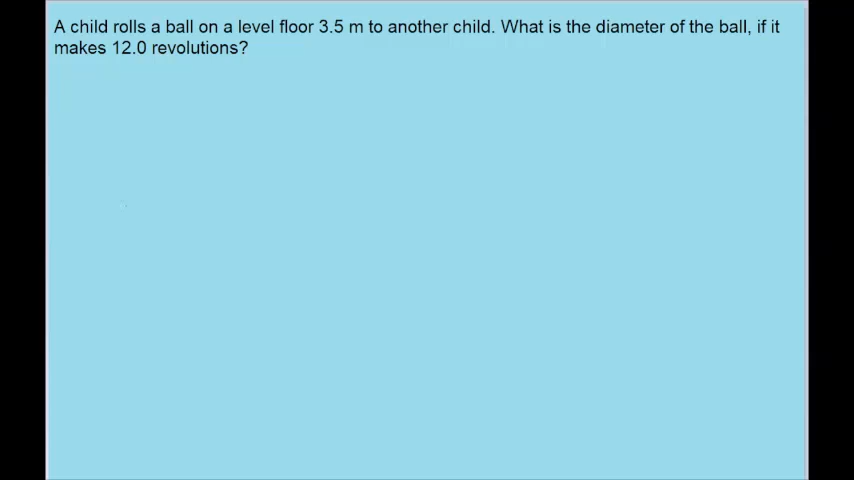 A child rolls a ball on a level floor 3.5 m to another child. What is the diameter of the ball, if it
makes 12.0 revolutions?